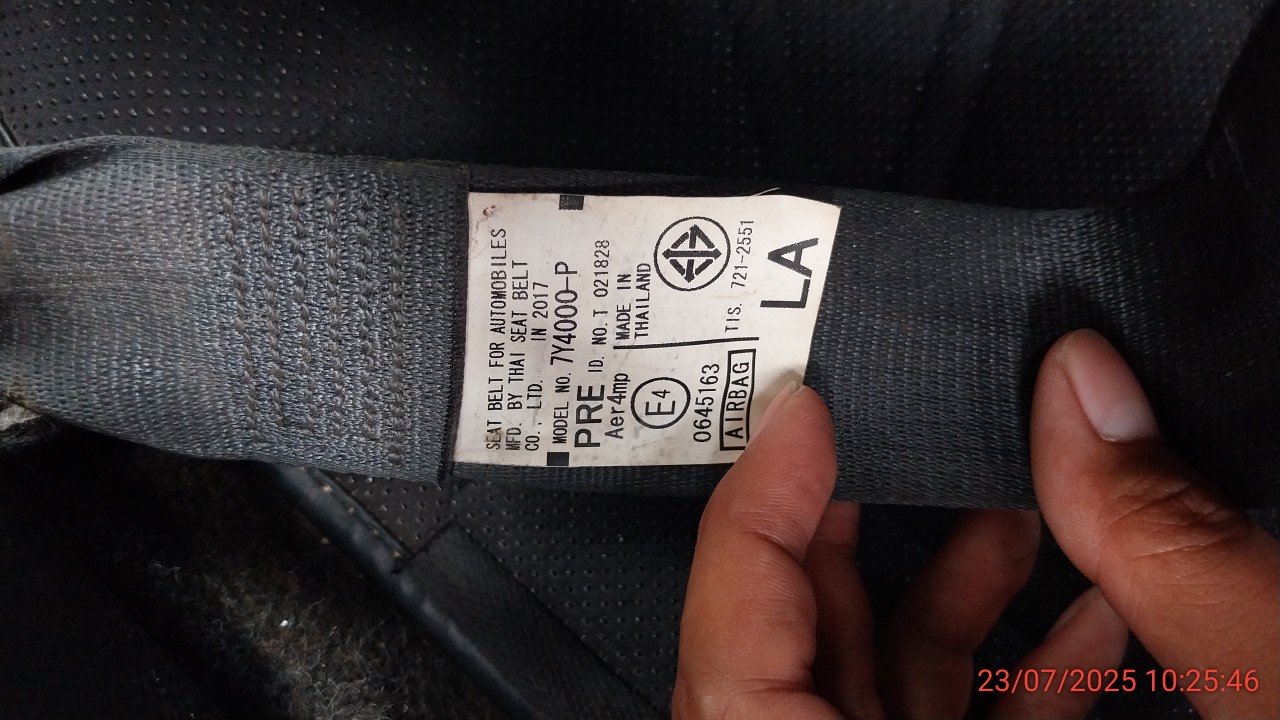 SEAT BELT FOR AUTOMOBILES
MFD. BY THAI SEAT BELT
CO., LTD. IN 2017
MODEL NO. 7Y4000-P
PRE ID. NO. T 021828
Aer4mp
MADE IN
THAILAND
E4
0645163
AIRBAG
TIS. 721-2551
LA
23/07/2025 10:25:46